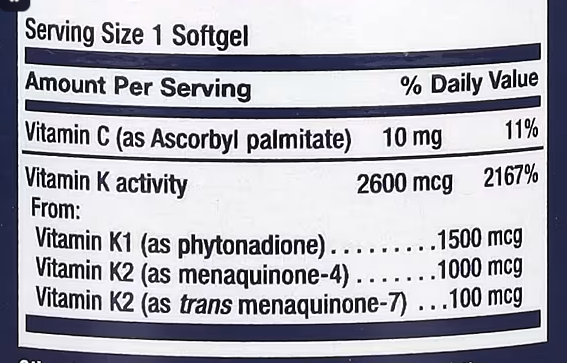 Serving Size 1 Softgel
Amount Per Serving % Daily Value
Vitamin C (as Ascorbyl palmitate) 10 mg 11%
Vitamin K activity 2600 mcg 2167%
From:
Vitamin K1 (as phytonadione).........1500 mcg
Vitamin K2 (as menaquinone-4).......1000 mcg
Vitamin K2 (as trans menaquinone-7) ...100 mcg